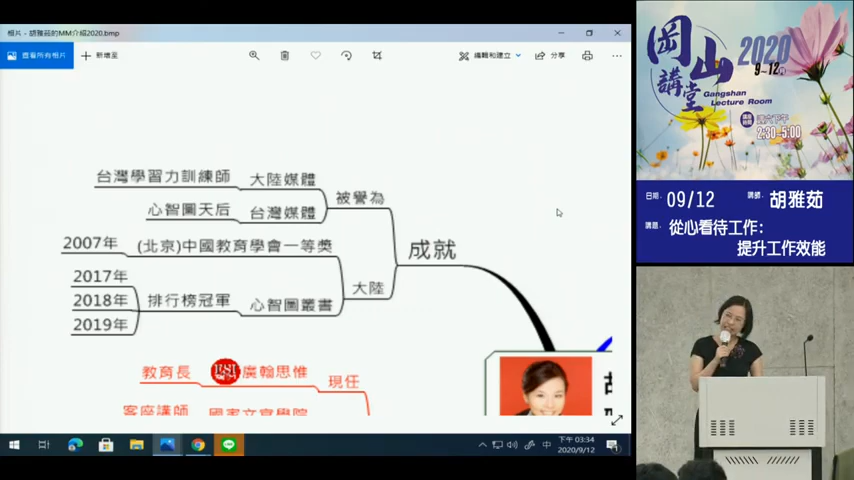 相片 - 胡雅茹的MM介紹2020.bmp
查看所有相片
新增至
編輯和建立
分享
台灣學習力訓練師
大陸媒體
心智圖天后
台灣媒體
被譽為
2007年
(北京)中國教育學會一等獎
2017年
2018年
2019年
排行榜冠軍
心智圖叢書
大陸
成就
教育長
廣翰思惟
現任
客座講師
國家文官學院
胡
中
下午 03:34
2020/9/12
岡山講堂
2020
9~12月
Gangshan
Lecture Room
週六下午
2:30-5:00
日期: 09/12
講師: 胡雅茹
講題: 從心看待工作:
提升工作效能